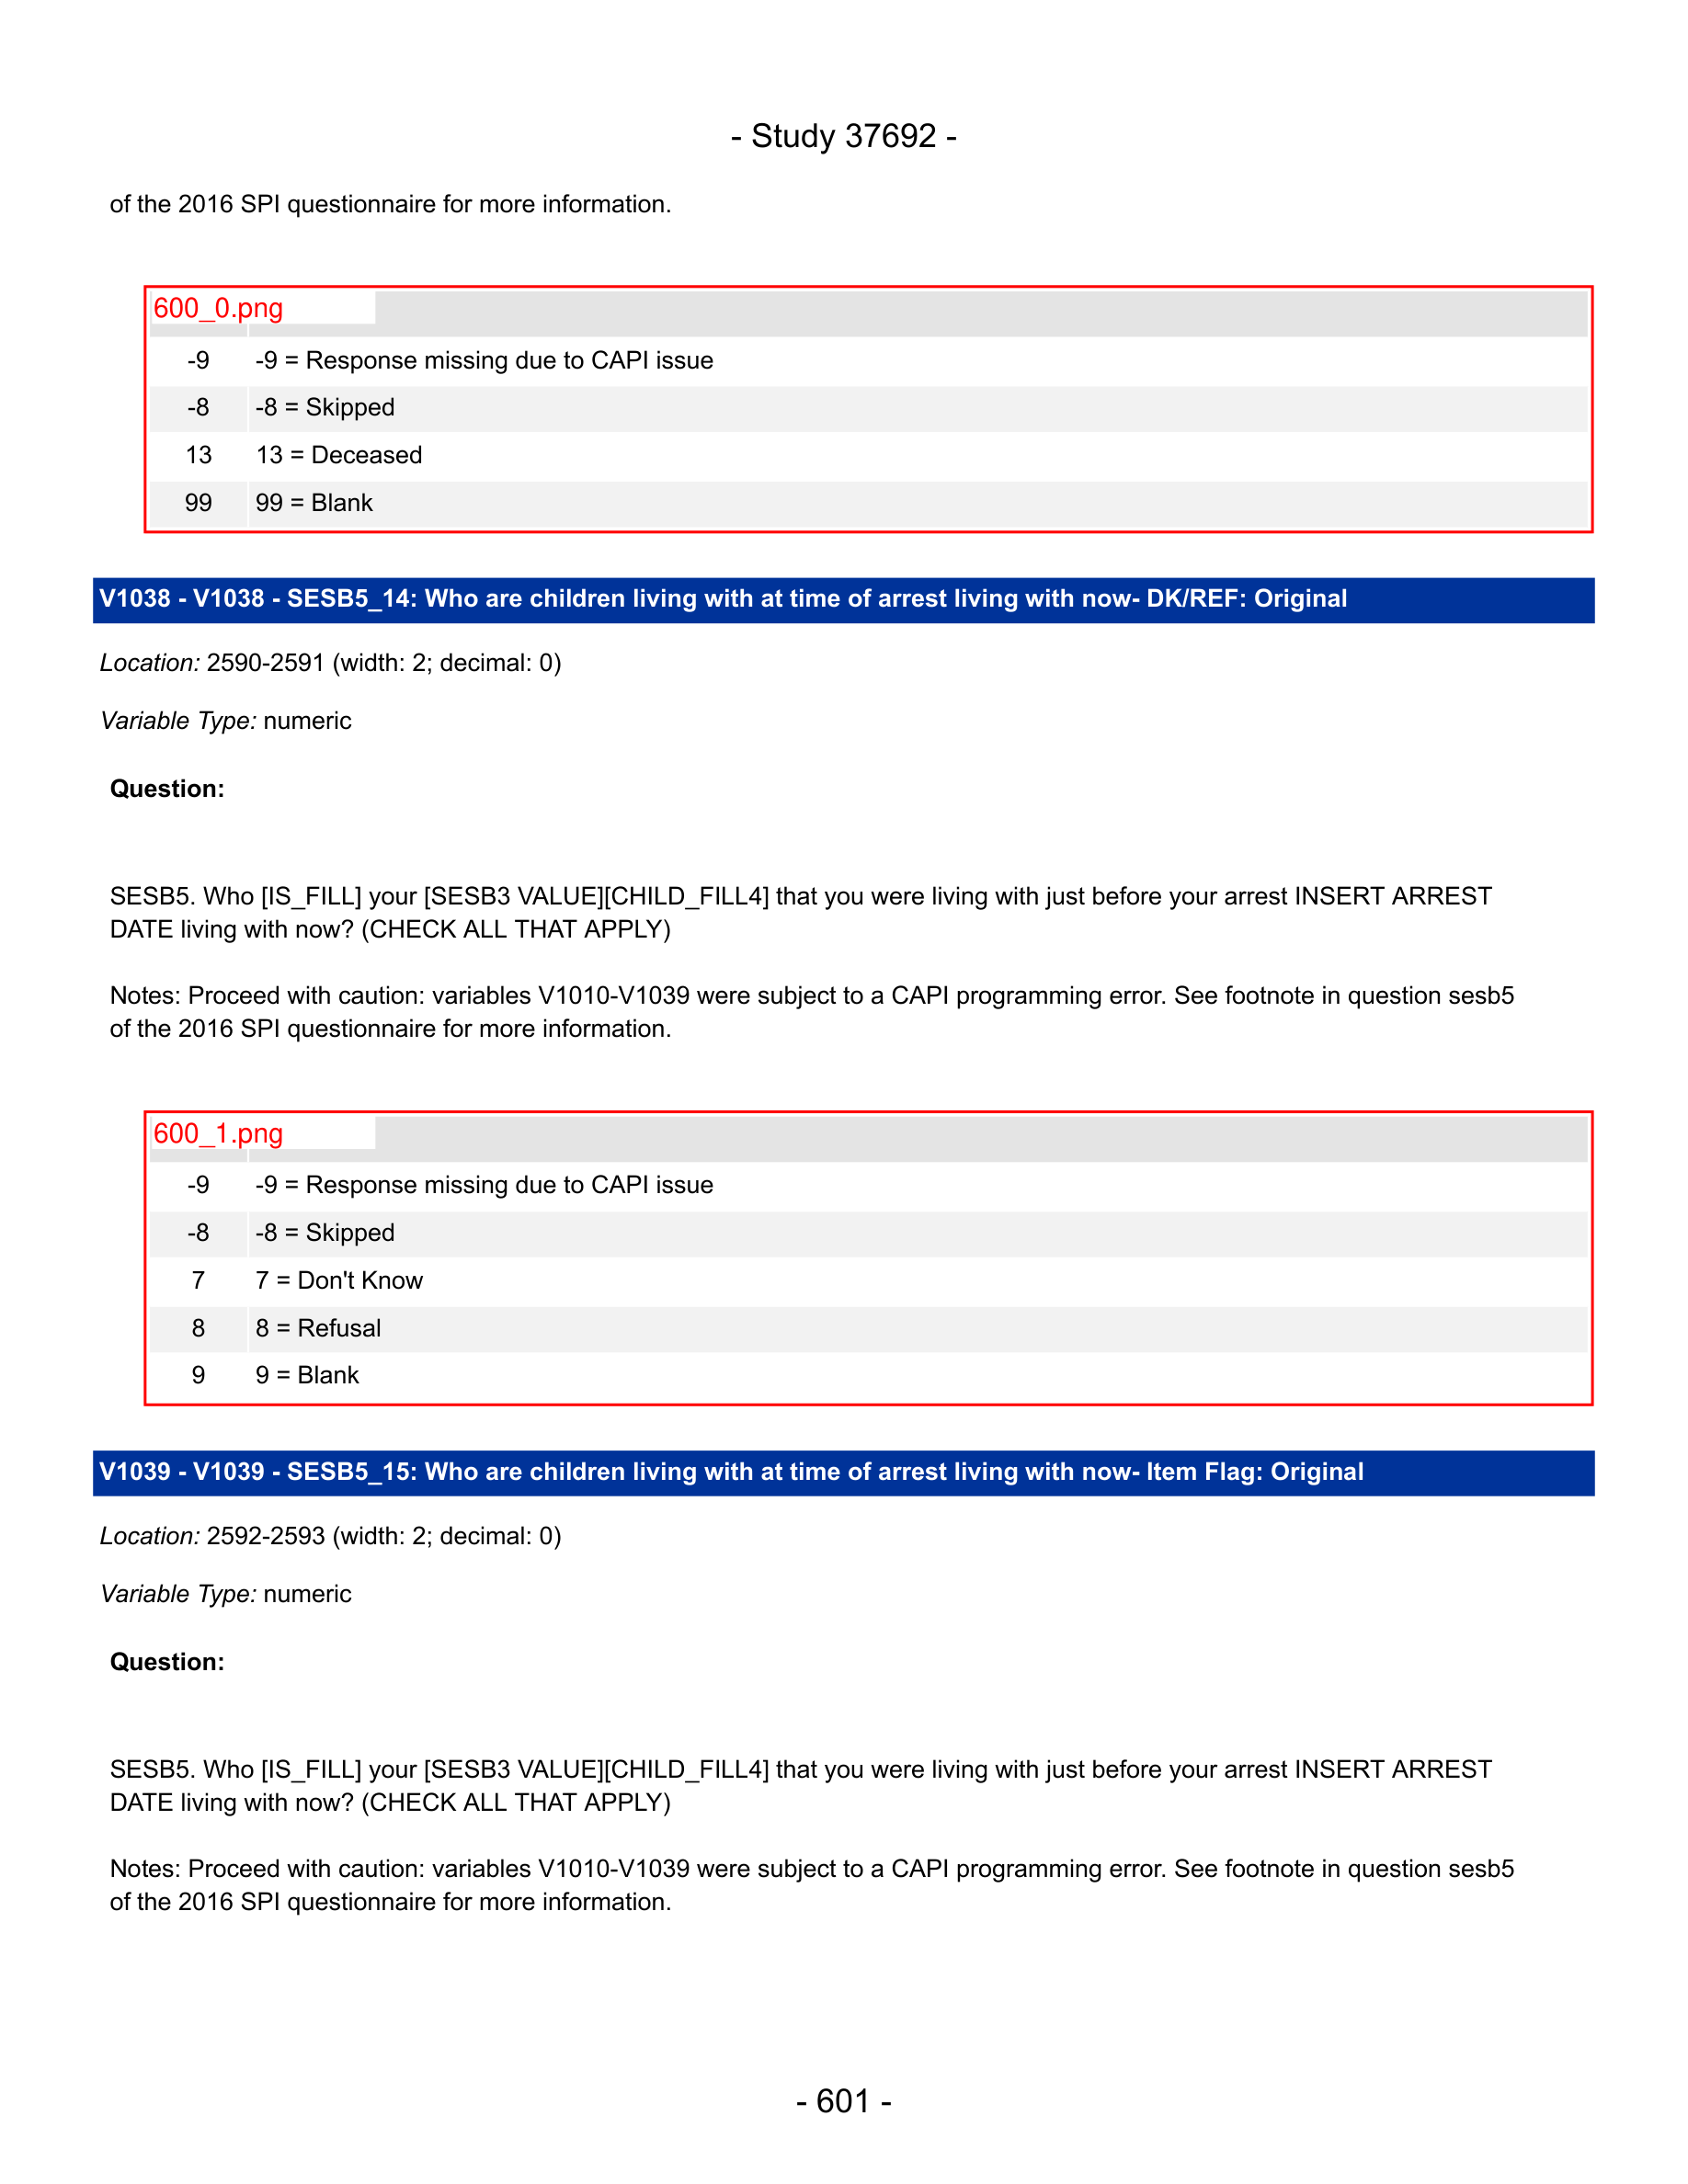 - Study 37692 -
of the 2016 SPI questionnaire for more information.
600_0.png
-9 -9 = Response missing due to CAPI issue
-8 -8 = Skipped
13 13 = Deceased
99 99 = Blank
V1038 - V1038 - SESB5_14: Who are children living with at time of arrest living with now- DK/REF: Original
Location: 2590-2591 (width: 2; decimal: 0)
Variable Type: numeric
Question:
SESB5. Who [IS_FILL] your [SESB3 VALUE][CHILD_FILL4] that you were living with just before your arrest INSERT ARREST
DATE living with now? (CHECK ALL THAT APPLY)
Notes: Proceed with caution: variables V1010-V1039 were subject to a CAPI programming error. See footnote in question sesb5
of the 2016 SPI questionnaire for more information.
600_1.png
-9 -9 = Response missing due to CAPI issue
-8 -8 = Skipped
7 7 = Don't Know
8 8 = Refusal
9 9 = Blank
V1039 - V1039 - SESB5_15: Who are children living with at time of arrest living with now- Item Flag: Original
Location: 2592-2593 (width: 2; decimal: 0)
Variable Type: numeric
Question:
SESB5. Who [IS_FILL] your [SESB3 VALUE][CHILD_FILL4] that you were living with just before your arrest INSERT ARREST
DATE living with now? (CHECK ALL THAT APPLY)
Notes: Proceed with caution: variables V1010-V1039 were subject to a CAPI programming error. See footnote in question sesb5
of the 2016 SPI questionnaire for more information.
- 601 -